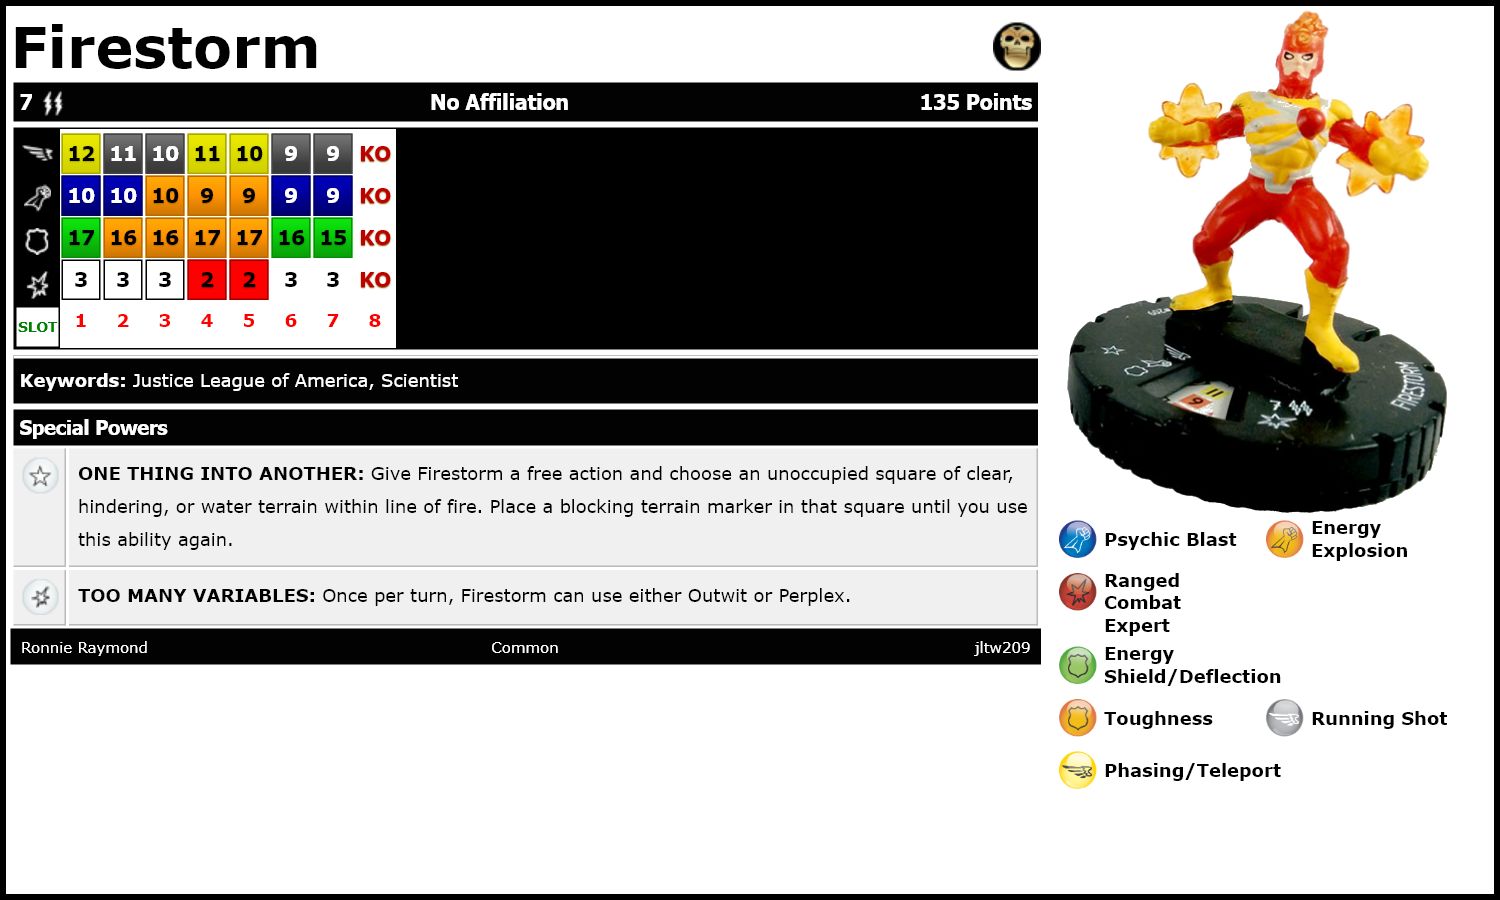 Firestorm
7 No Affiliation 135 Points
12 11 10 11 10 9 9 KO
10 10 10 9 9 9 9 KO
17 16 16 17 17 16 15 KO
3 3 3 2 2 3 3 KO
SLOT 1 2 3 4 5 6 7 8
Keywords: Justice League of America, Scientist
Special Powers
ONE THING INTO ANOTHER: Give Firestorm a free action and choose an unoccupied square of clear,
hindering, or water terrain within line of fire. Place a blocking terrain marker in that square until you use
this ability again.
TOO MANY VARIABLES: Once per turn, Firestorm can use either Outwit or Perplex.
Ronnie Raymond Common jltw209
11
9
7
FIRESTORM
Psychic Blast
Energy
Explosion
Ranged
Combat
Expert
Energy
Shield/Deflection
Toughness
Running Shot
Phasing/Teleport